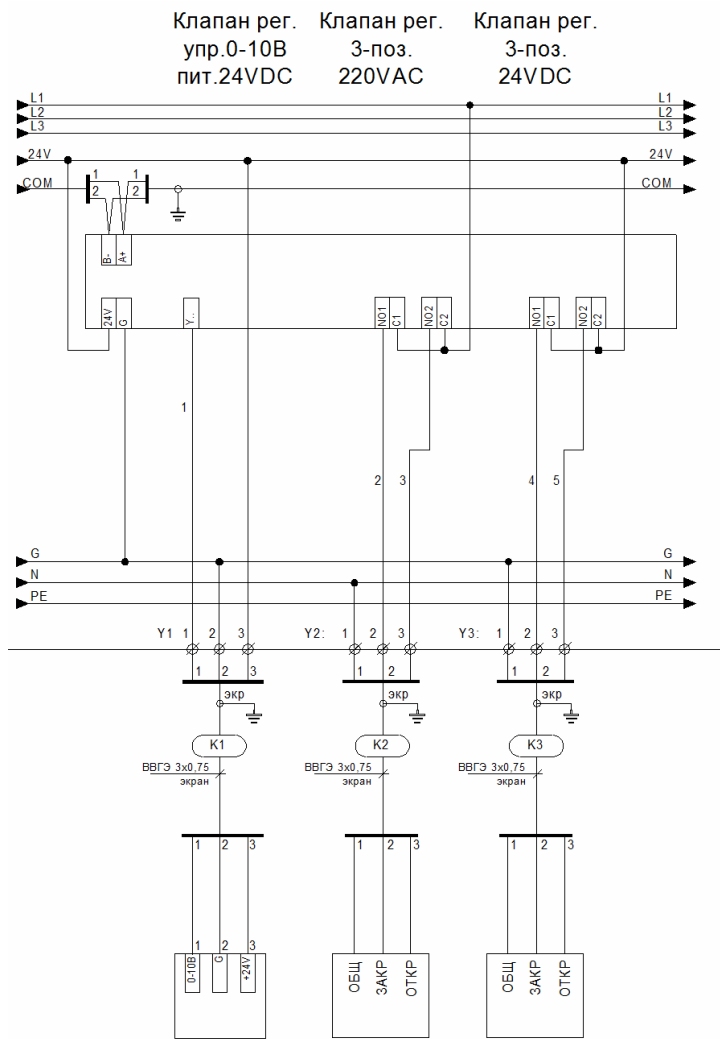 Клапан рег. Клапан рег. Клапан рег.
упр.0-10В 3-поз. 3-поз.
пит.24VDC 220VAC 24VDC
L1 L1
L2 L2
L3 L3
24V 24V
COM 1 1 COM
2 2
B- A+
24V G Y.. NO1 C1 NO2 C2 NO1 C1 NO2 C2
1
2 3 4 5
G G
N N
PE PE
Y1 1 2 3 Y2: 1 2 3 Y3: 1 2 3
1 2 3 1 2 1 2
экр экр экр
K1 K2 K3
ВВГЭ 3x0,75 ВВГЭ 3x0,75 ВВГЭ 3x0,75
экран экран экран
1 2 3 1 2 3 1 2 3
1 2 3
0-10В G +24V ОБЩ ЗАКР ОТКР ОБЩ ЗАКР ОТКР